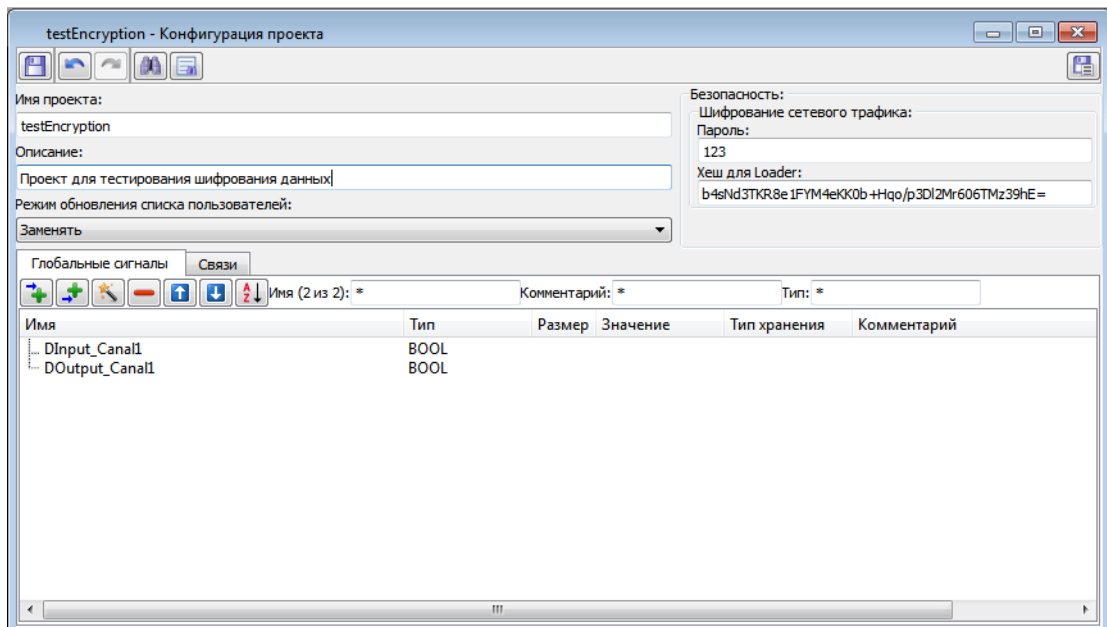 testEncryption - Конфигурация проекта
Имя проекта:
testEncryption
Описание:
Проект для тестирования шифрования данных
Режим обновления списка пользователей:
Заменять
Безопасность:
Шифрование сетевого трафика:
Пароль:
123
Хеш для Loader:
b4sNd3TKR8e1FYM4eKK0b+Hqo/p3Dl2Mr606TMz39hE=
Глобальные сигналы Связи
Имя (2 из 2): * Комментарий: * Тип: *
Имя Тип Размер Значение Тип хранения Комментарий
DInput_Canal1 BOOL
DOutput_Canal1 BOOL